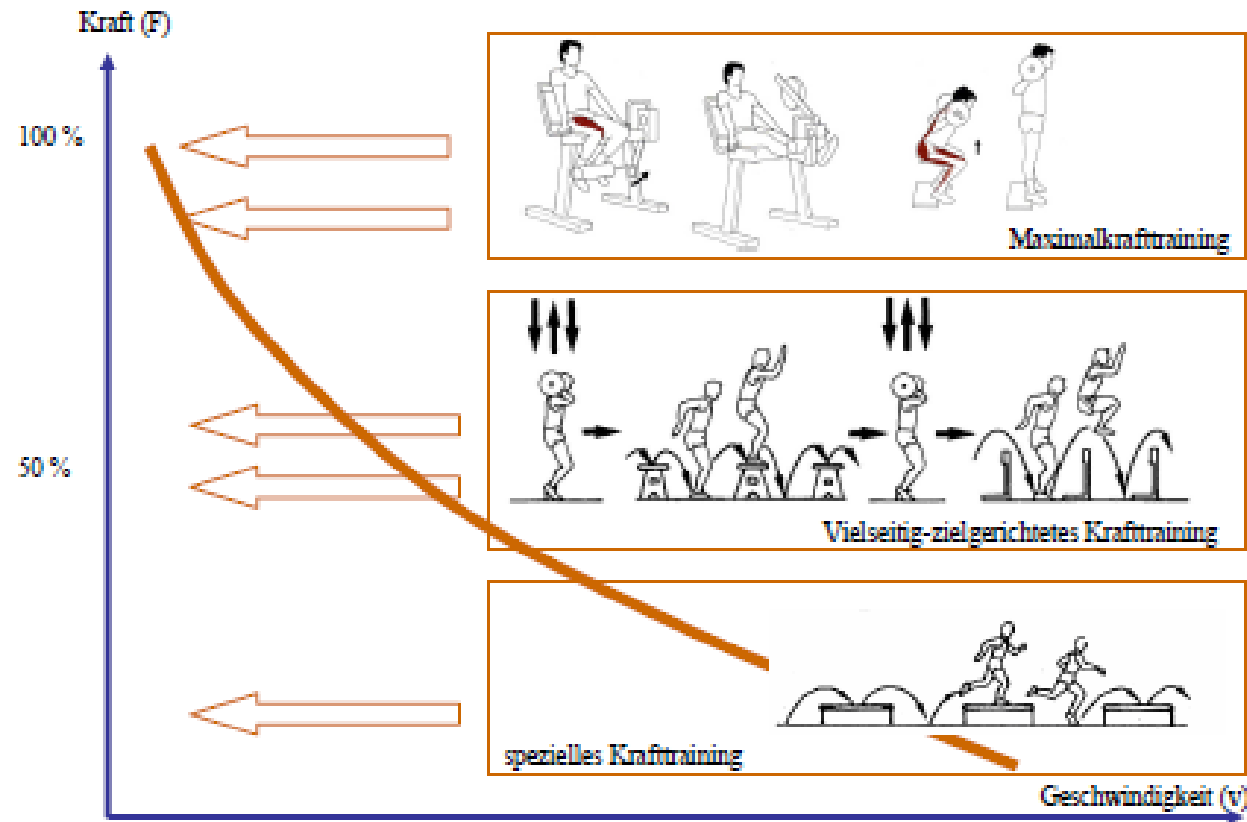 Kraft (F)
100 %
Maximalkrafttraining
50 %
Vielseitig-zielgerichtetes Krafttraining
spezielles Krafttraining
Geschwindigkeit (v)